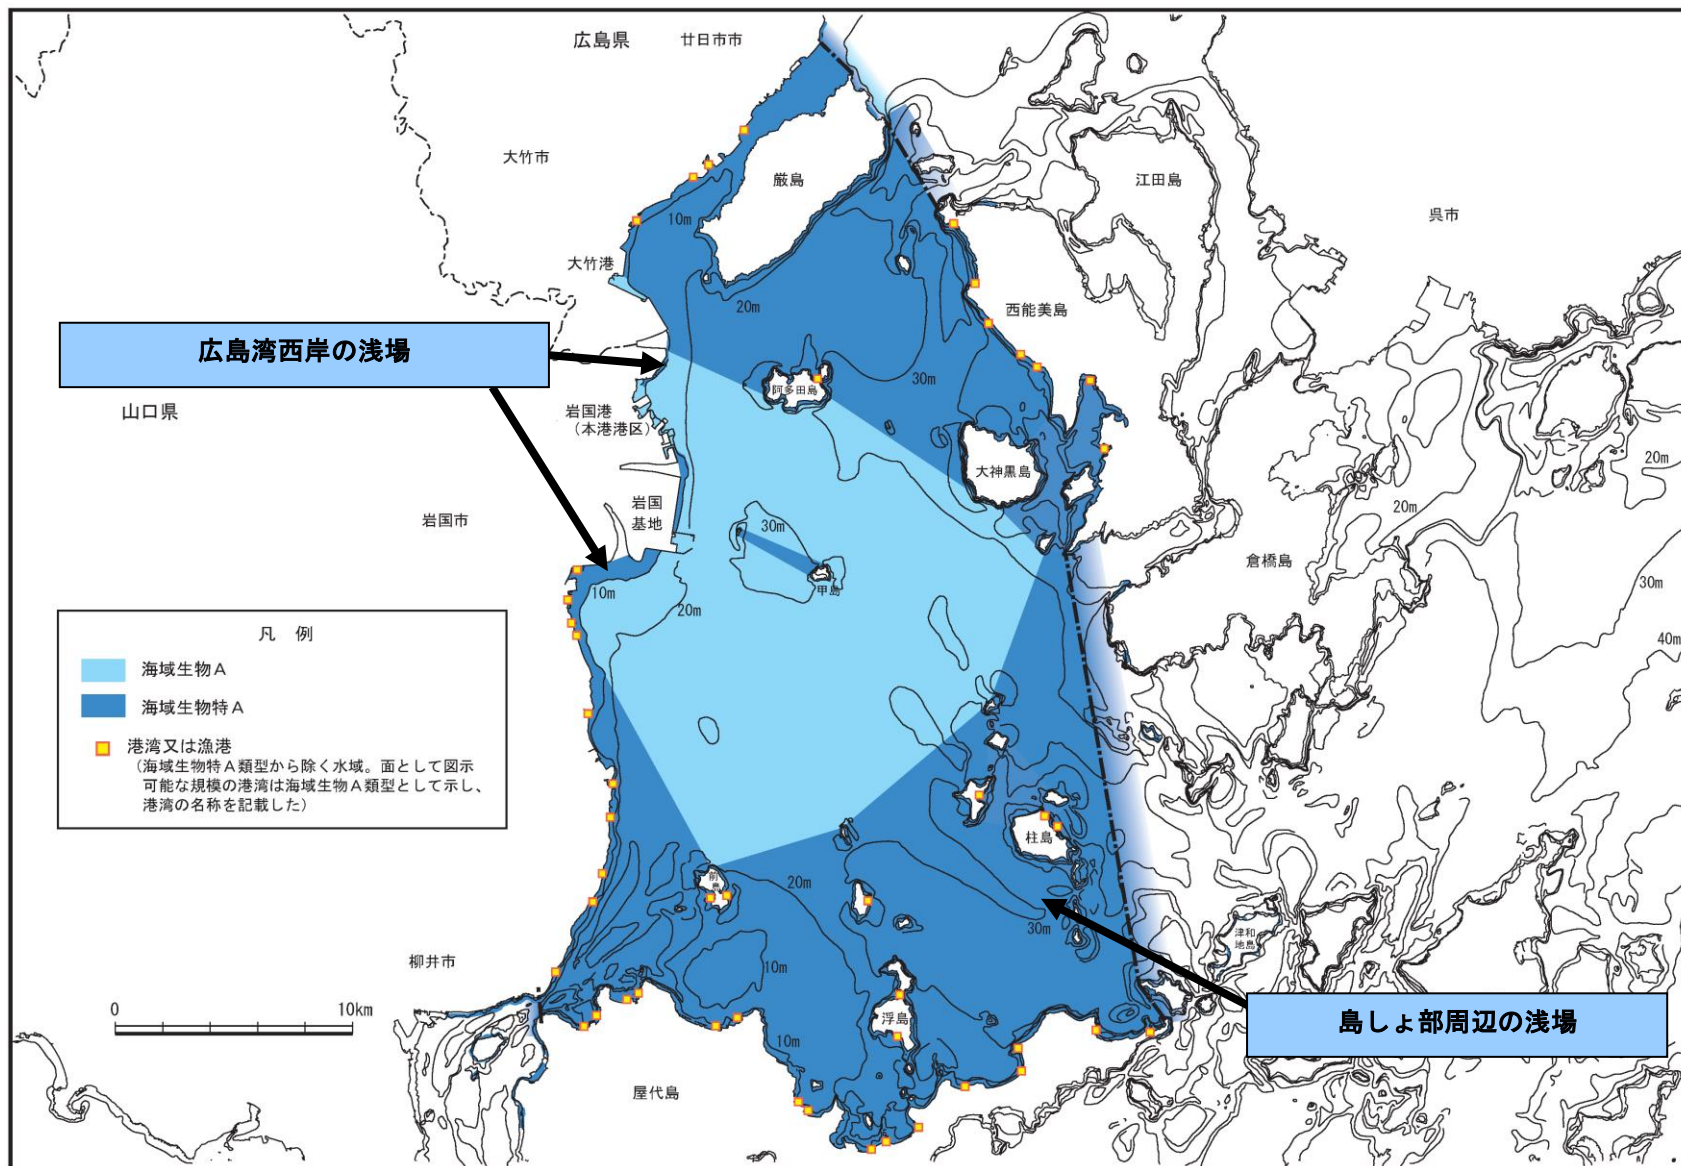 広島県
廿日市市
大竹市
厳島
江田島
呉市
10m
大竹港
20m
西能美島
広島湾西岸の浅場
30m
阿多田島
山口県
岩国港
(本港港区)
大神黒島
20m
20m
岩国市
岩国
基地
30m
倉橋島
30m
甲島
10m
20m
40m
凡 例
海域生物A
海域生物特A
港湾又は漁港
(海域生物特A類型から除く水域。面として図示
可能な規模の港湾は海域生物A類型として示し、
港湾の名称を記載した)
柱島
前島
20m
30m
津和
地島
柳井市
10m
0
10km
浮島
島しょ部周辺の浅場
10m
屋代島